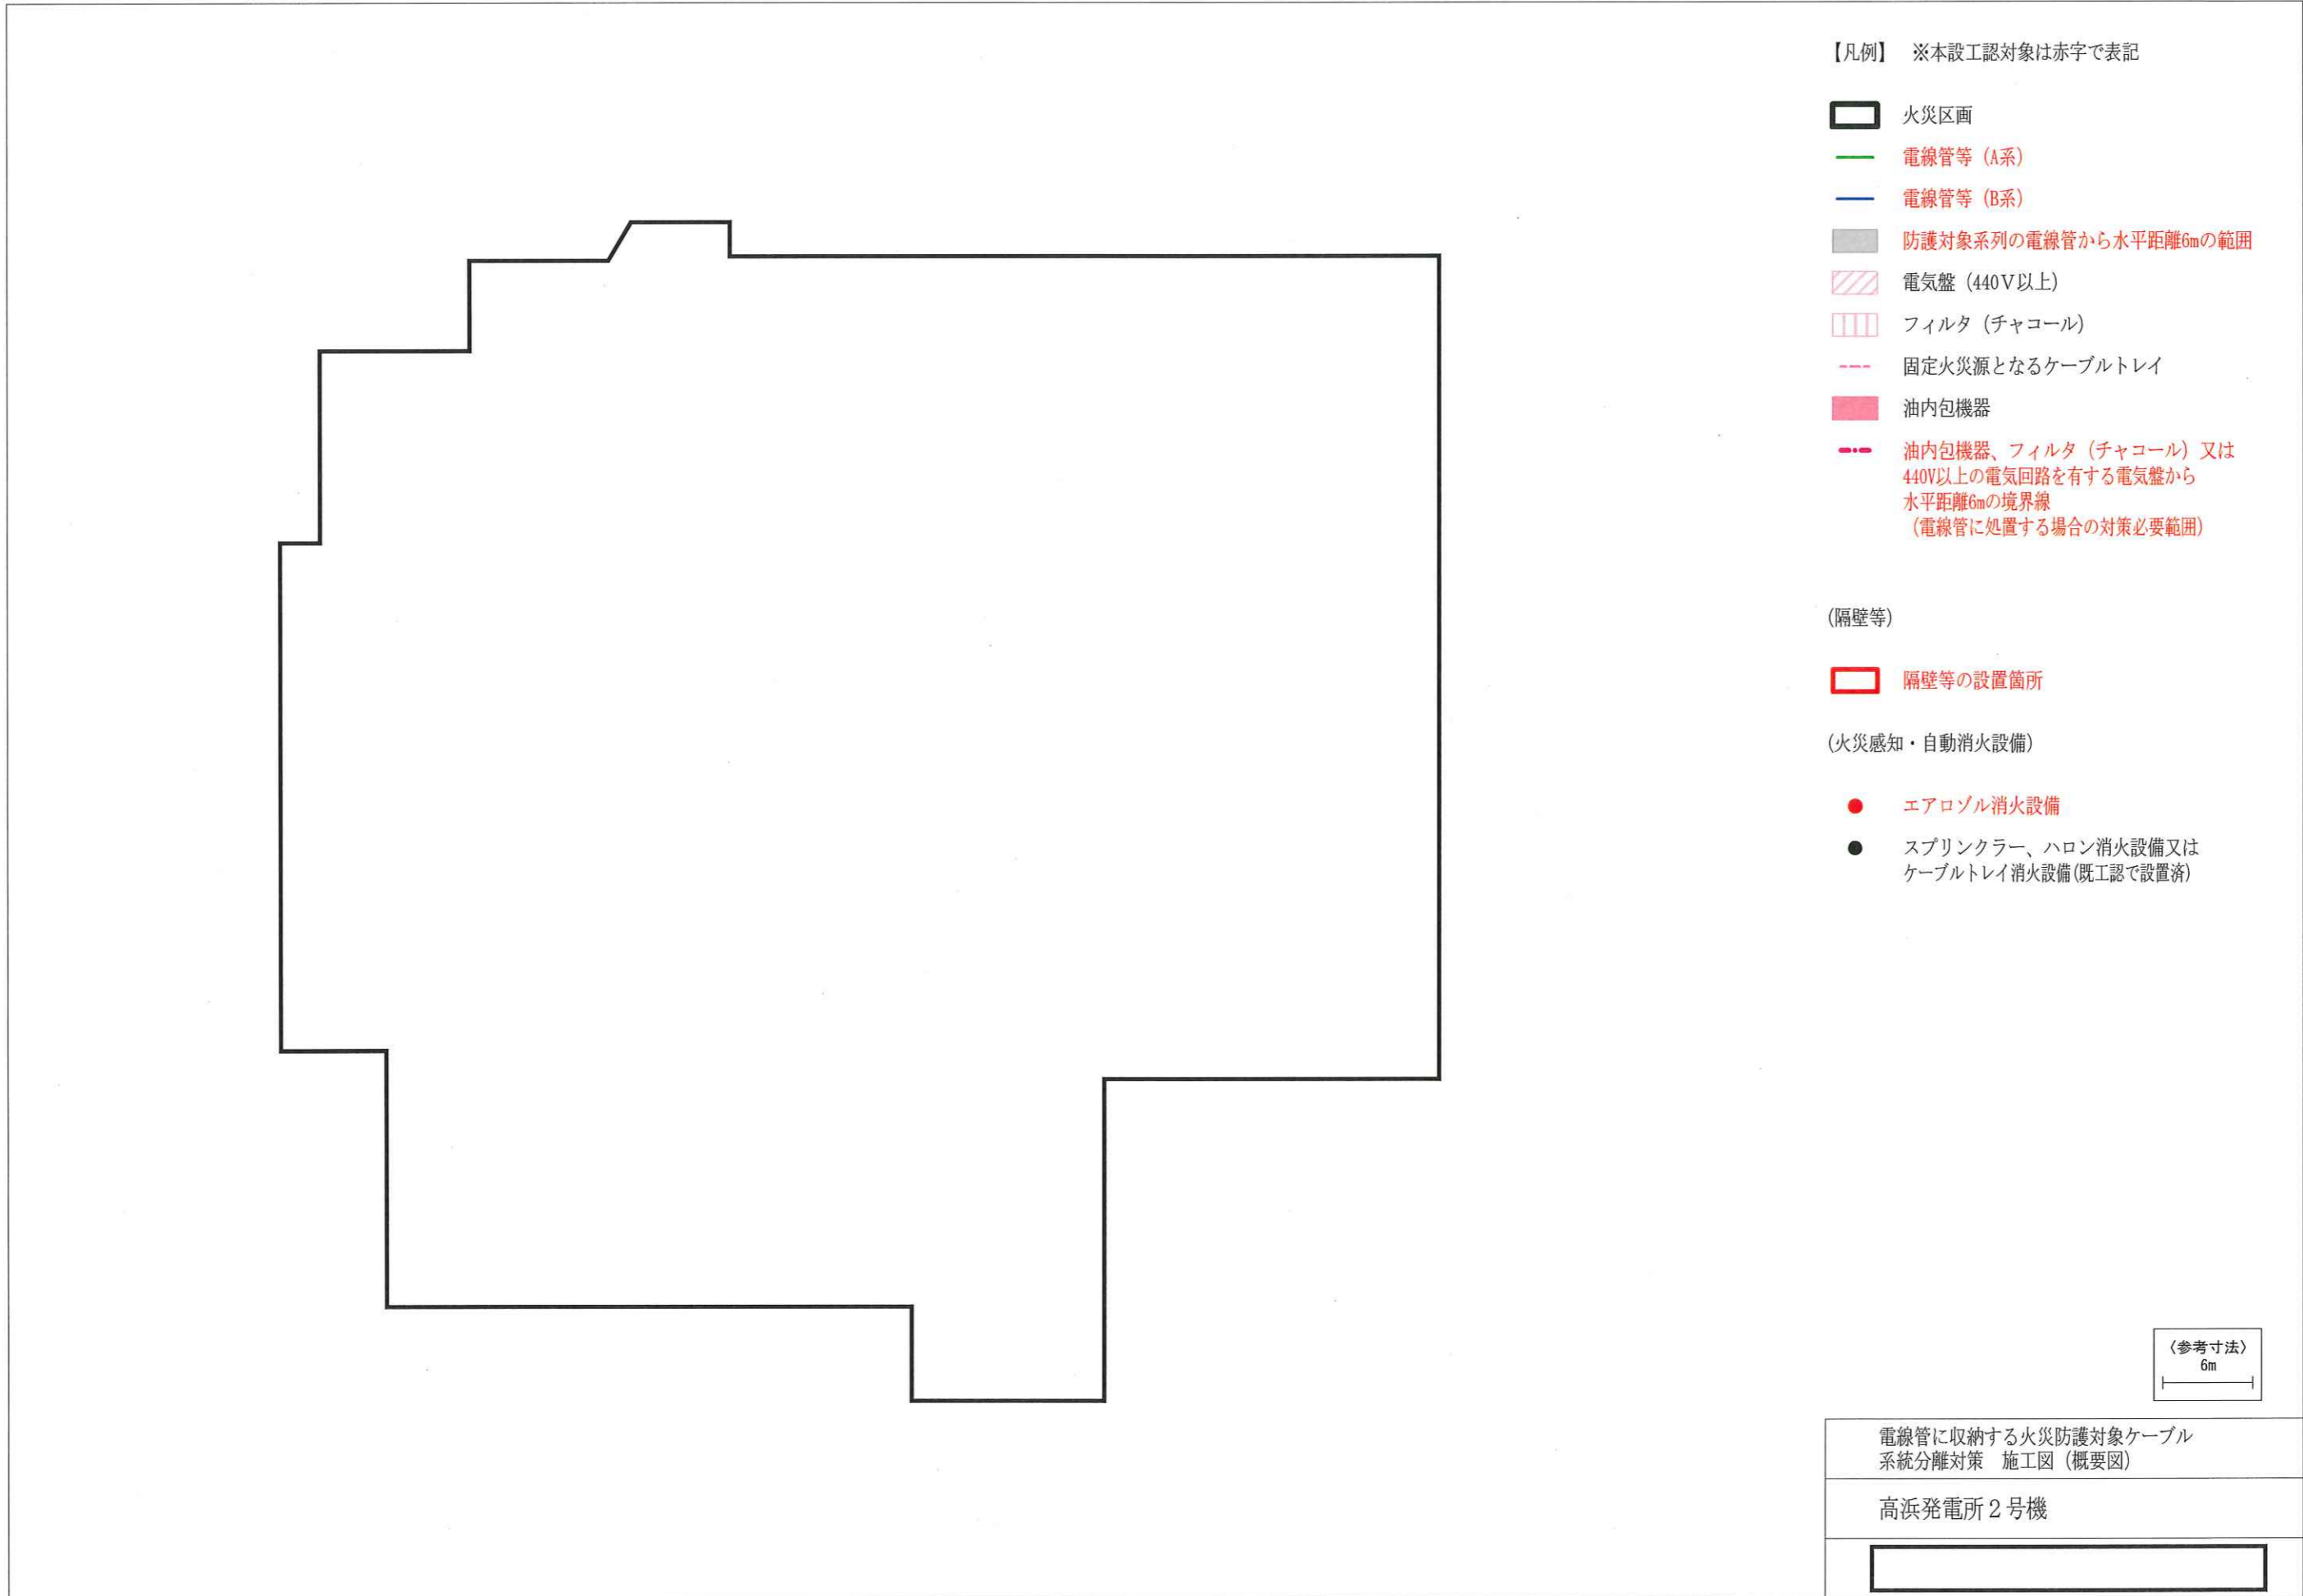 【凡例】 ※本設工認対象は赤字で表記
火災区画
電線管等（A系）
電線管等（B系）
防護対象系列の電線管から水平距離6mの範囲
電気盤（440Ｖ以上）
フィルタ（チャコール）
固定火災源となるケーブルトレイ
油内包機器
油内包機器、フィルタ（チャコール）又は
440V以上の電気回路を有する電気盤から
水平距離6mの境界線
（電線管に処置する場合の対策必要範囲）
(隔壁等)
隔壁等の設置箇所
(火災感知・自動消火設備)
エアロゾル消火設備
スプリンクラー、ハロン消火設備又は
ケーブルトレイ消火設備(既工認で設置済)
〈参考寸法〉
6m
電線管に収納する火災防護対象ケーブル
系統分離対策　施工図（概要図）
高浜発電所２号機